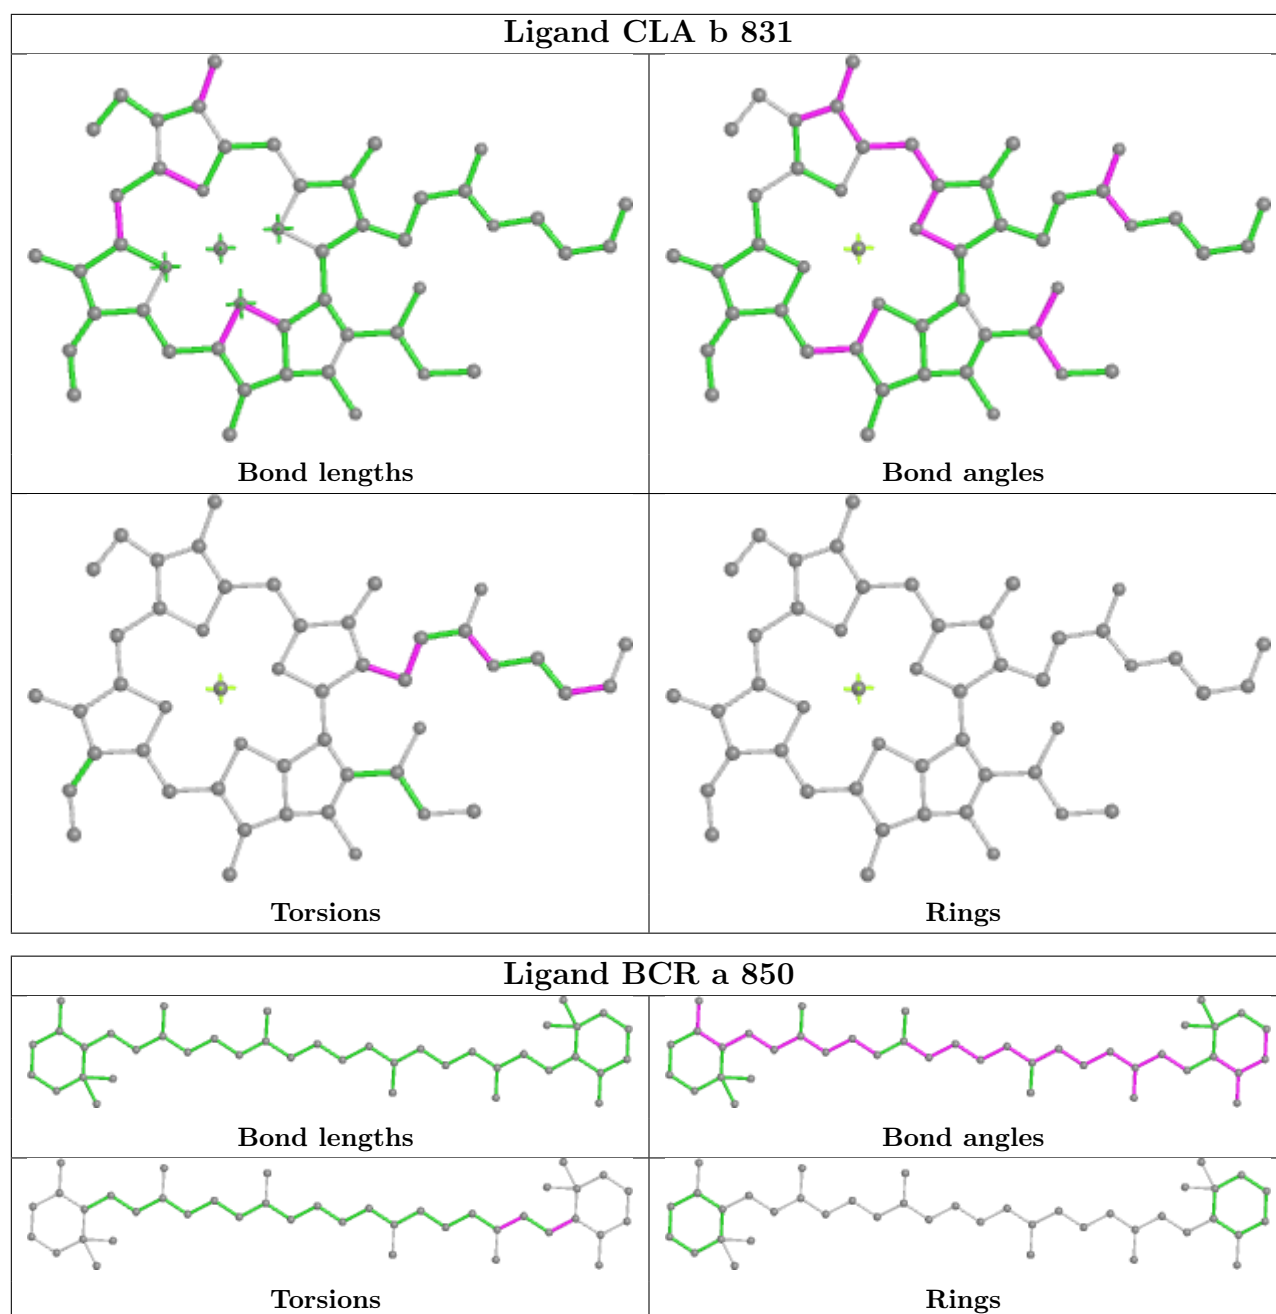 Ligand CLA b 831
Bond lengths
Bond angles
Torsions
Rings
Ligand BCR a 850
Bond lengths
Bond angles
Torsions
Rings